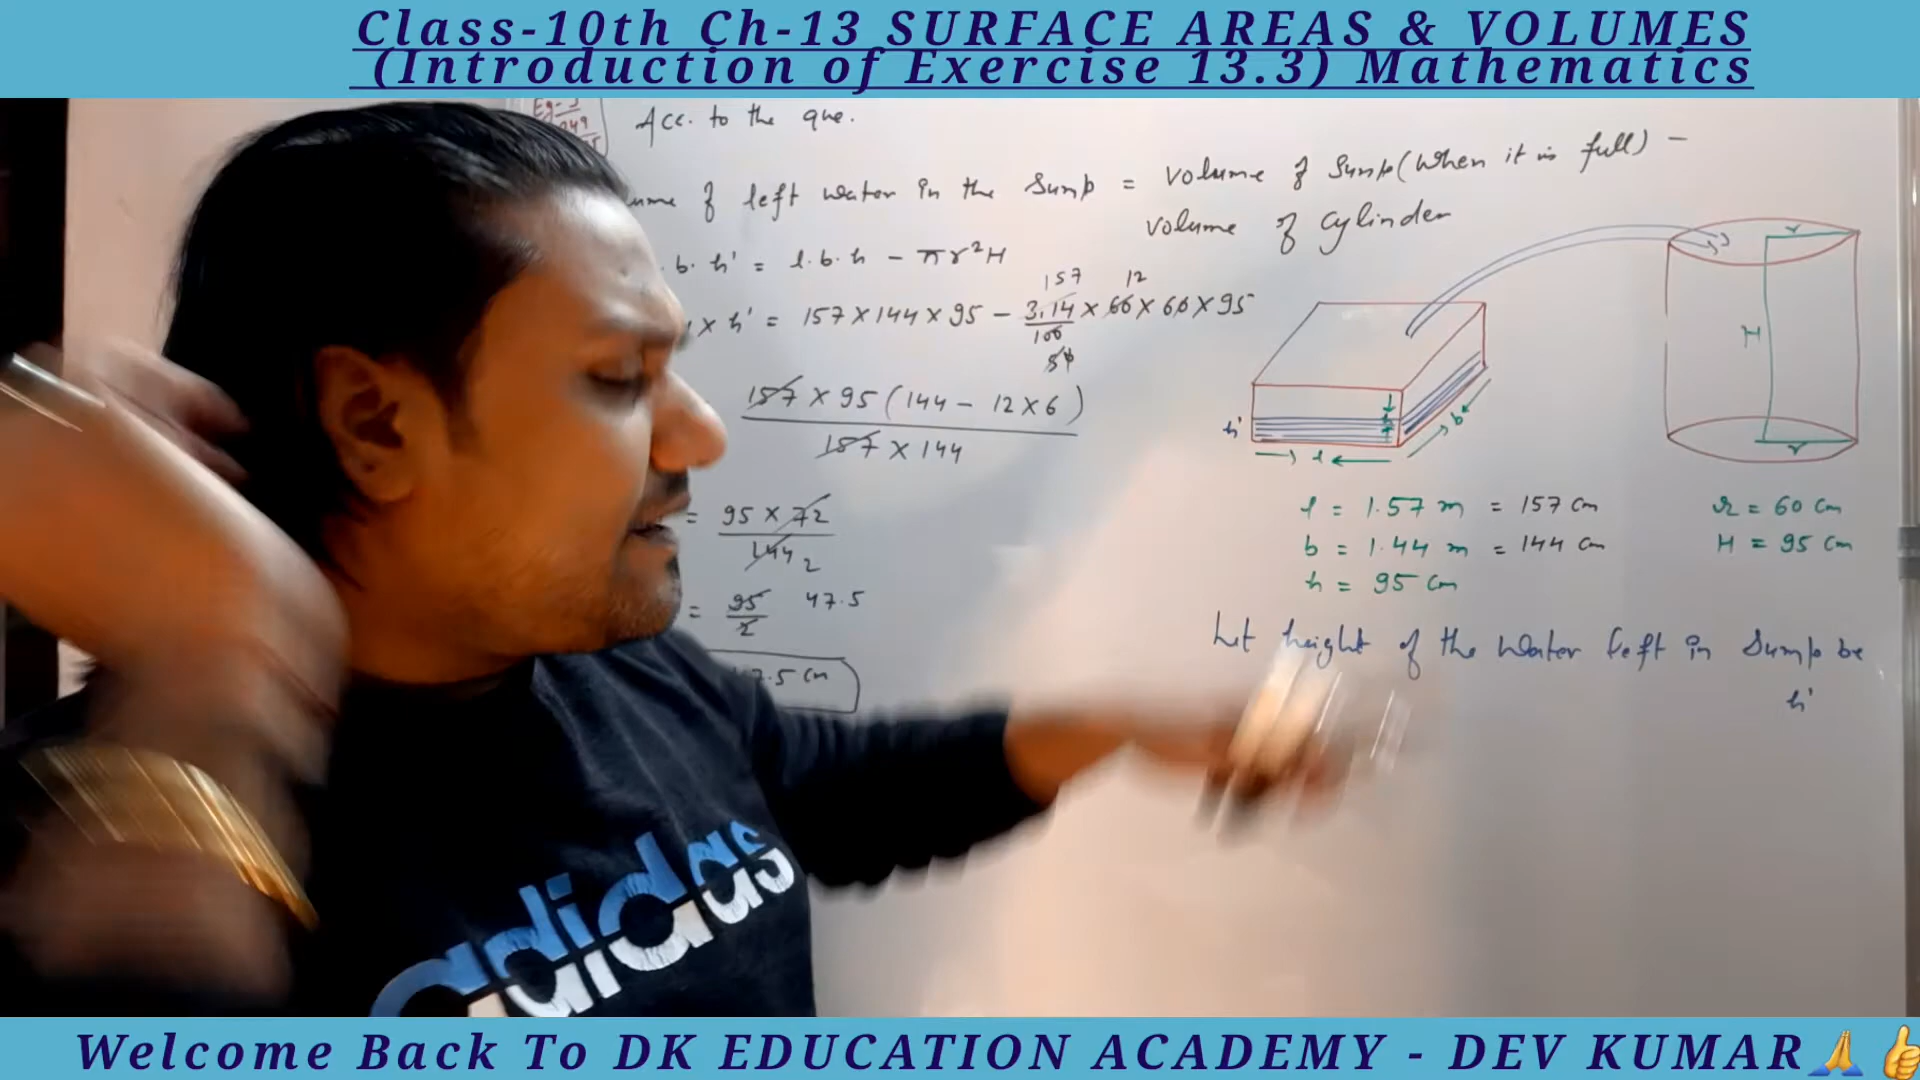 Class-10th Ch-13 SURFACE AREAS & VOLUMES
(Introduction of Exercise 13.3) Mathematics
Acc. to the que.
left water in the Sump = volume of Sump (when it is full) –
volume of cylinder
b. h' = l. b. h – πr²H
157 12
x h' = 157 x 144 x 95 – 3.14 x 60 x 60 x 95
100
5
157 x 95 (144 – 12 x 6)
157 x 144
= 95 x 72
144 2
= 95 47.5
2
7.5 cm
r
H
r
h'
l
b
l = 1.57 m = 157 cm
b = 1.44 m = 144 cm
h = 95 cm
r = 60 cm
H = 95 cm
Let height of the water left in Sump be
h'
adidas
Welcome Back To DK EDUCATION ACADEMY - DEV KUMAR🙏👍